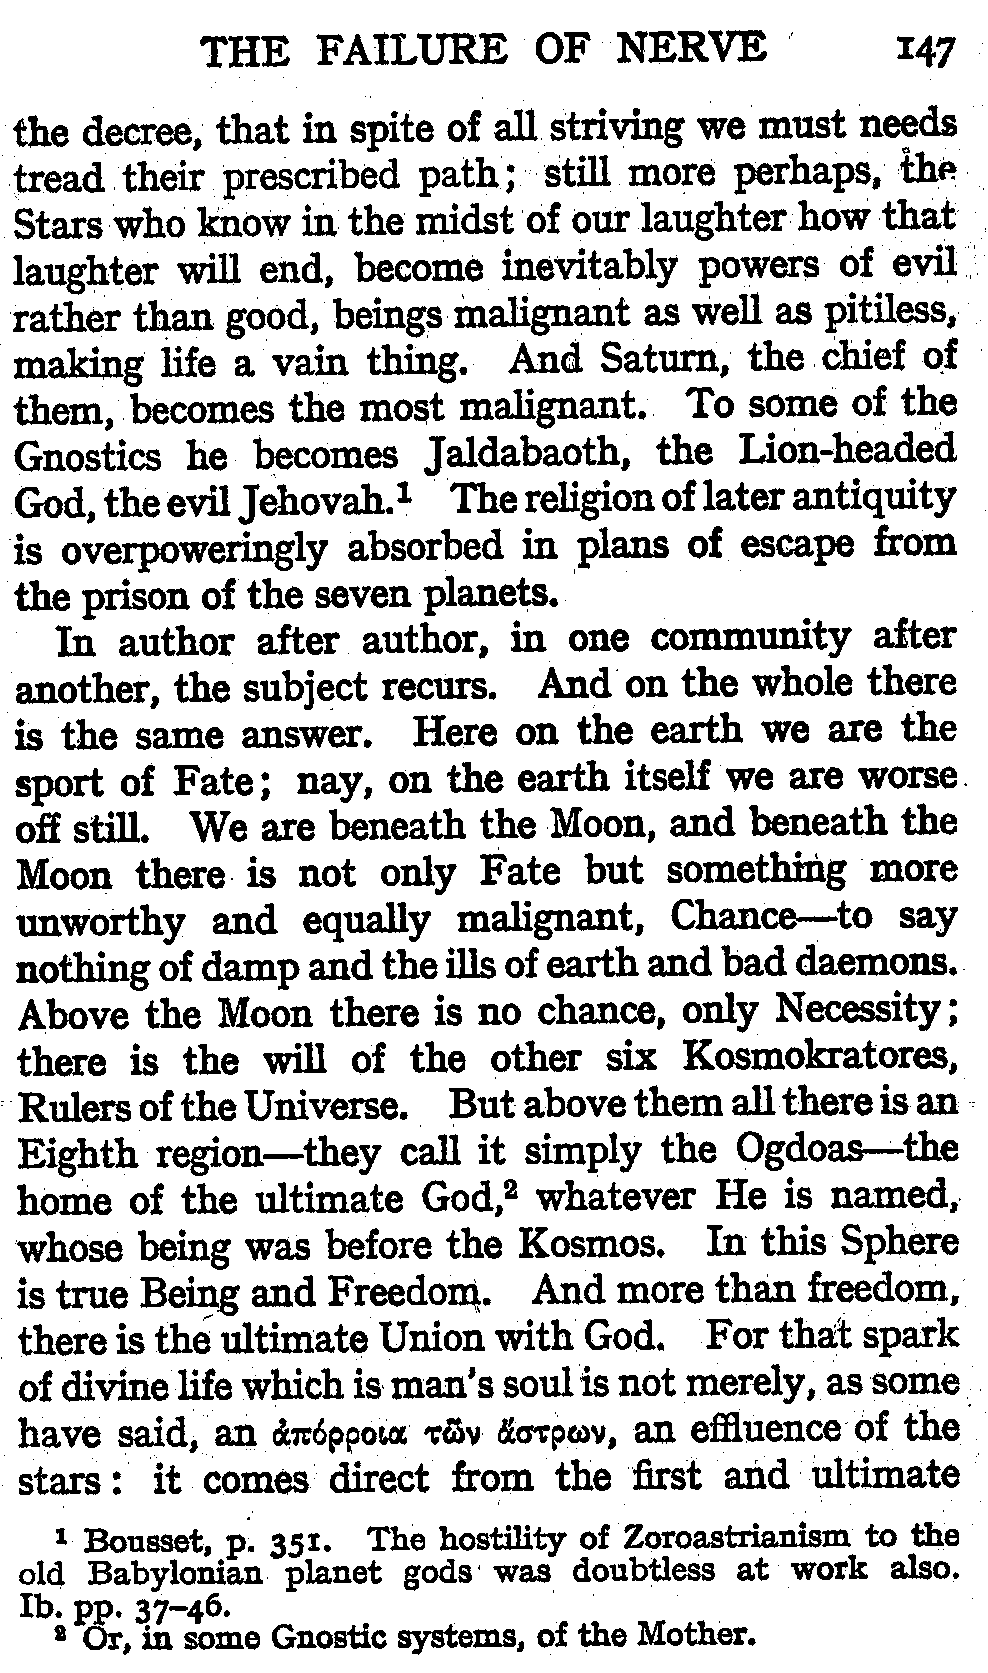 THE FAILURE OF NERVE 147
the decree, that in spite of all striving we must needs
tread their prescribed path; still more perhaps, the
Stars who know in the midst of our laughter how that
laughter will end, become inevitably powers of evil
rather than good, beings malignant as well as pitiless,
making life a vain thing. And Saturn, the chief of
them, becomes the most malignant. To some of the
Gnostics he becomes Jaldabaoth, the Lion-headed
God, the evil Jehovah.¹ The religion of later antiquity
is overpoweringly absorbed in plans of escape from
the prison of the seven planets.
In author after author, in one community after
another, the subject recurs. And on the whole there
is the same answer. Here on the earth we are the
sport of Fate; nay, on the earth itself we are worse
off still. We are beneath the Moon, and beneath the
Moon there is not only Fate but something more
unworthy and equally malignant, Chance—to say
nothing of damp and the ills of earth and bad daemons.
Above the Moon there is no chance, only Necessity;
there is the will of the other six Kosmokratores,
Rulers of the Universe. But above them all there is an
Eighth region—they call it simply the Ogdoas—the
home of the ultimate God,² whatever He is named,
whose being was before the Kosmos. In this Sphere
is true Being and Freedom. And more than freedom,
there is the ultimate Union with God. For that spark
of divine life which is man's soul is not merely, as some
have said, an ἀπόρροια τῶν ἄστρων, an effluence of the
stars: it comes direct from the first and ultimate
¹ Bousset, p. 351. The hostility of Zoroastrianism to the
old Babylonian planet gods was doubtless at work also.
Ib. pp. 37–46.
² Or, in some Gnostic systems, of the Mother.